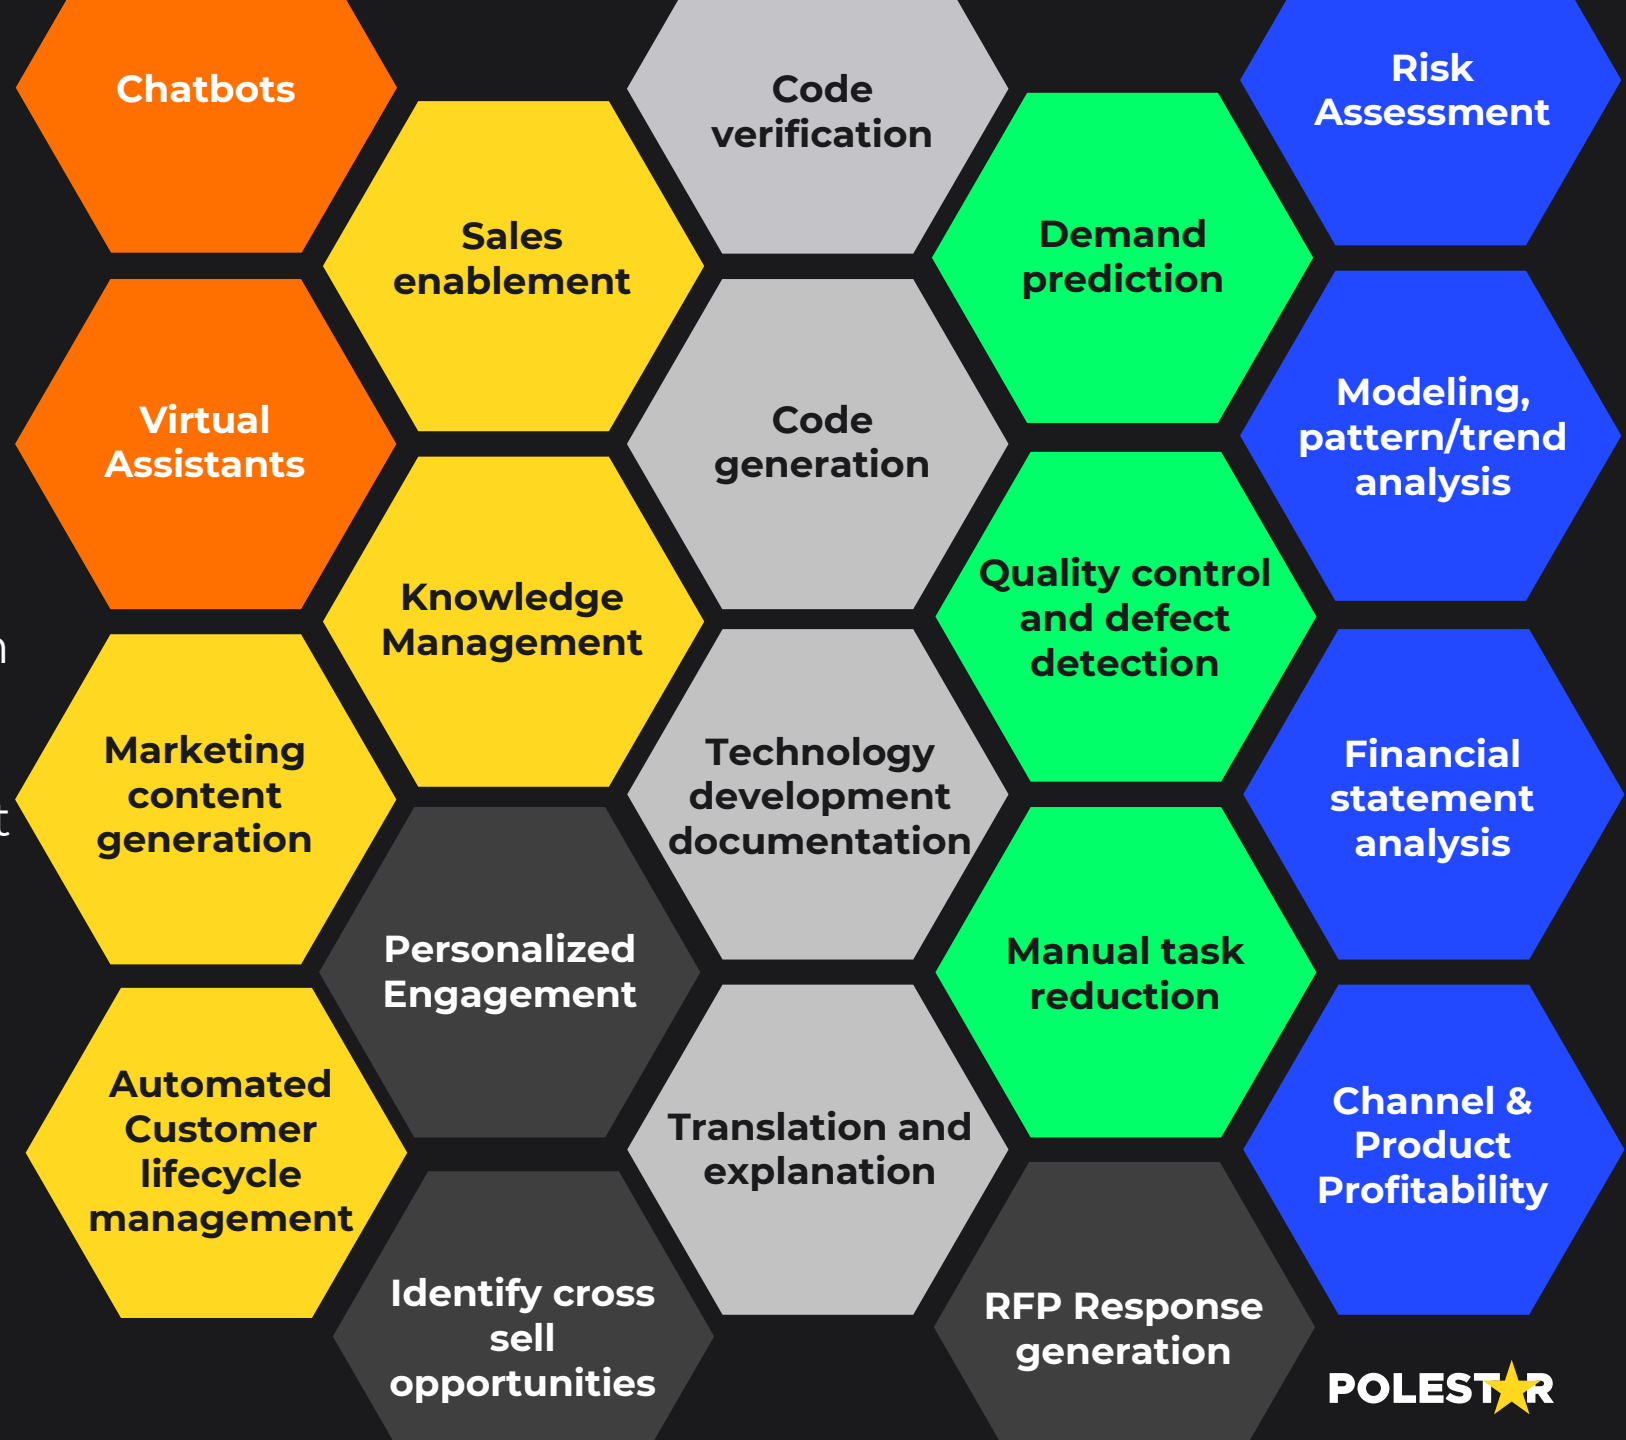 Chatbots
Virtual
Assistants
Marketing
content
generation
Automated
Customer
lifecycle
management
Sales
enablement
Knowledge
Management
Personalized
Engagement
Identify cross
sell
opportunities
Code
verification
Code
generation
Technology
development
documentation
Translation and
explanation
Demand
prediction
Quality control
and defect
detection
Manual task
reduction
RFP Response
generation
Risk
Assessment
Modeling,
pattern/trend
analysis
Financial
statement
analysis
Channel &
Product
Profitability
POLESTAR